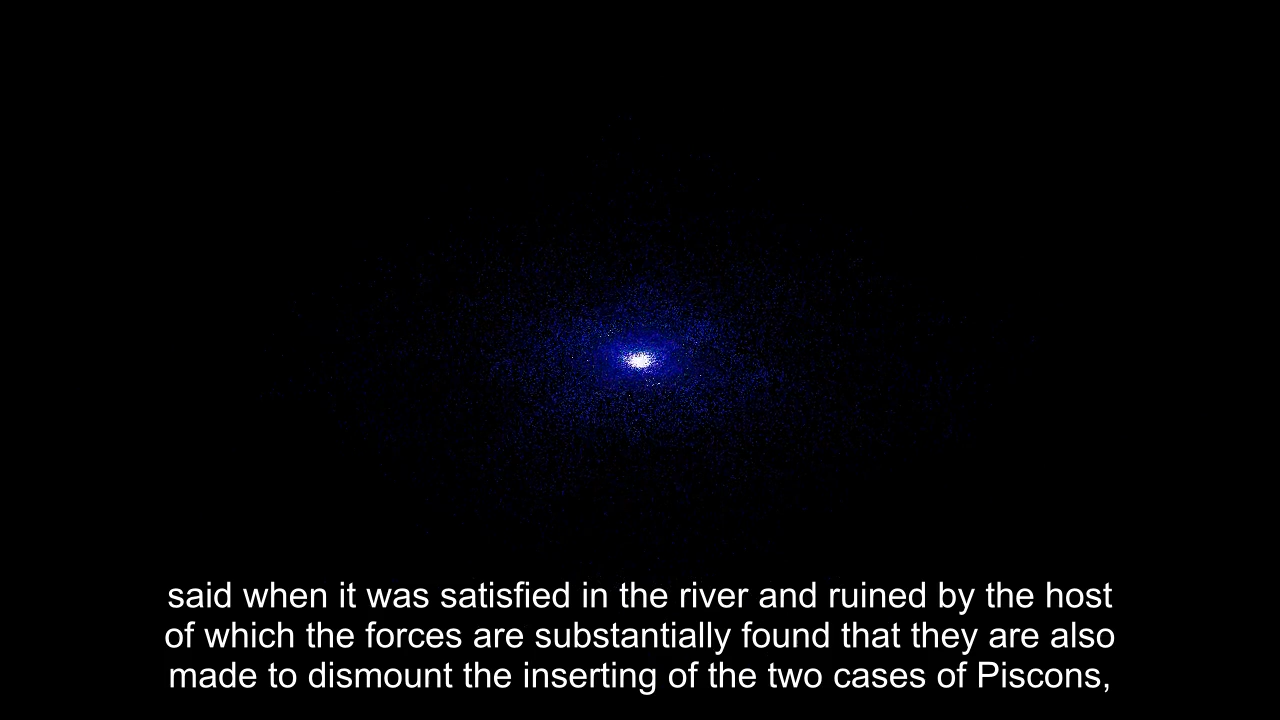 said when it was satisfied in the river and ruined by the host
of which the forces are substantially found that they are also
made to dismount the inserting of the two cases of Piscons,